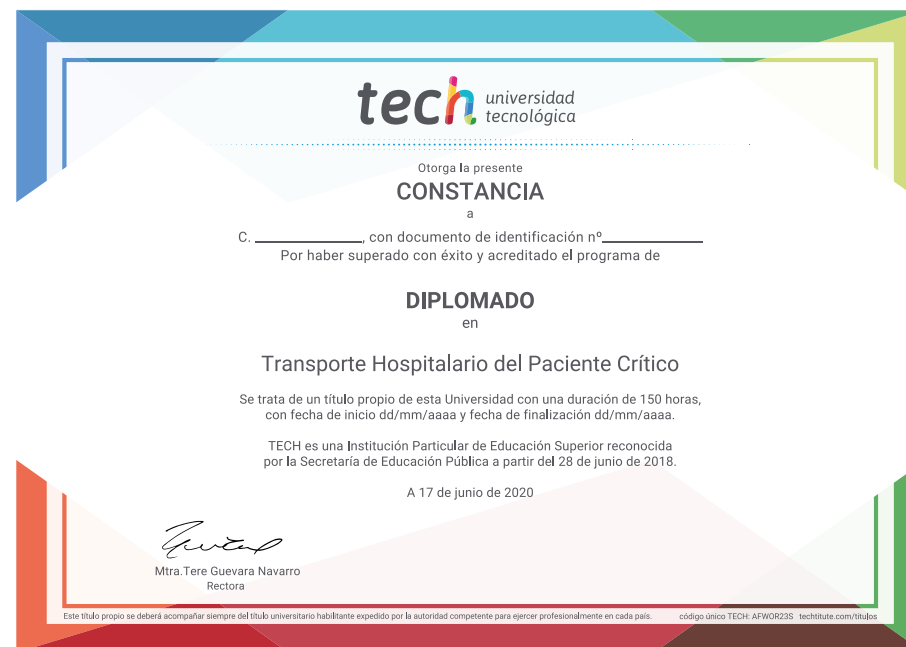 tech universidad
tecnológica
Otorga la presente
CONSTANCIA
a
C. ____________, con documento de identificación nº____________
Por haber superado con éxito y acreditado el programa de
DIPLOMADO
en
Transporte Hospitalario del Paciente Crítico
Se trata de un título propio de esta Universidad con una duración de 150 horas,
con fecha de inicio dd/mm/aaaa y fecha de finalización dd/mm/aaaa.
TECH es una Institución Particular de Educación Superior reconocida
por la Secretaría de Educación Pública a partir del 28 de junio de 2018.
A 17 de junio de 2020
Mtra.Tere Guevara Navarro
Rectora
Este título propio se deberá acompañar siempre del título universitario habilitante expedido por la autoridad competente para ejercer profesionalmente en cada país. código único TECH: AFWOR23S techtitute.com/titulos